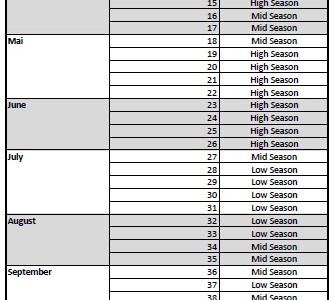 15 High Season
16 Mid Season
17 Mid Season
Mai 18 Mid Season
19 High Season
20 High Season
21 High Season
22 High Season
June 23 High Season
24 High Season
25 High Season
26 High Season
July 27 Mid Season
28 Low Season
29 Low Season
30 Low Season
31 Low Season
August 32 Low Season
33 Low Season
34 Mid Season
35 Mid Season
September 36 Mid Season
37 Low Season
38 Mid Season